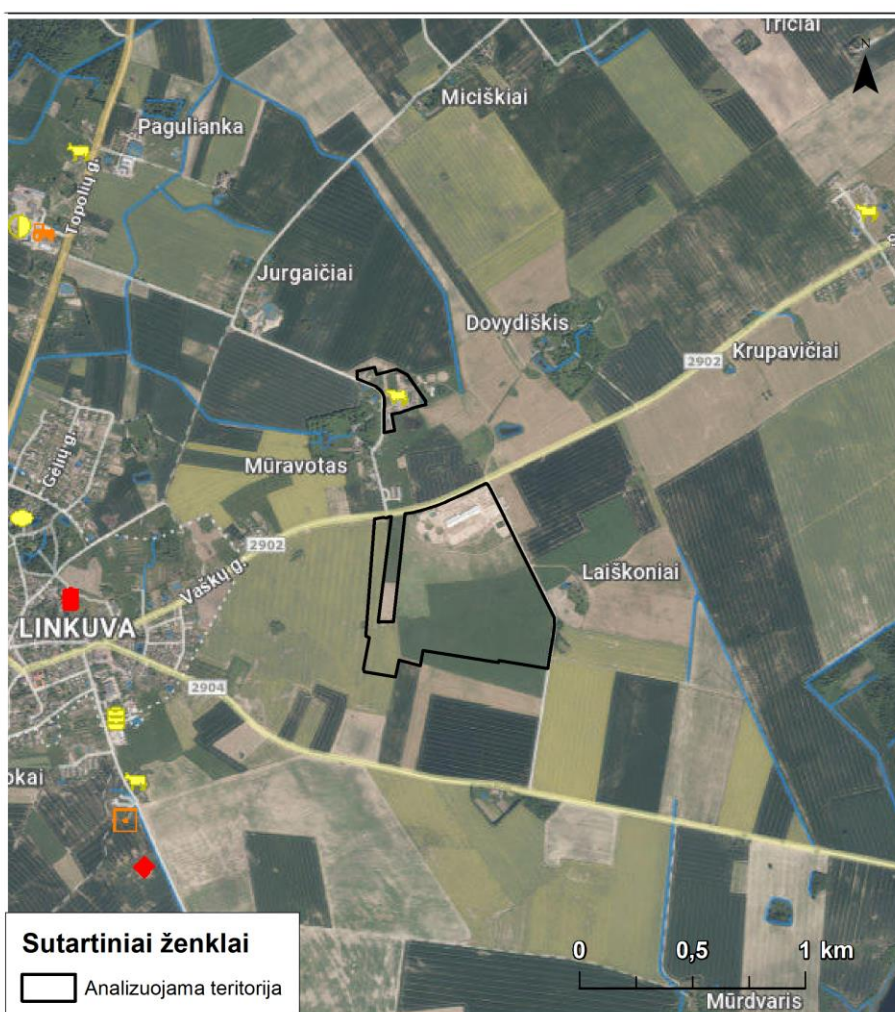 Tričiai
N
Miciškiai
Pagulianka
Topolių g.
Jurgaičiai
Dovydiškis
2902
Krupavičiai
Gėlių g.
Mūravotas
2902
Vaškų g.
Laiškoniai
LINKUVA
2904
okai
Sutartiniai ženklai
Analizuojama teritorija
0 0,5 1 km
Mūrdvaris